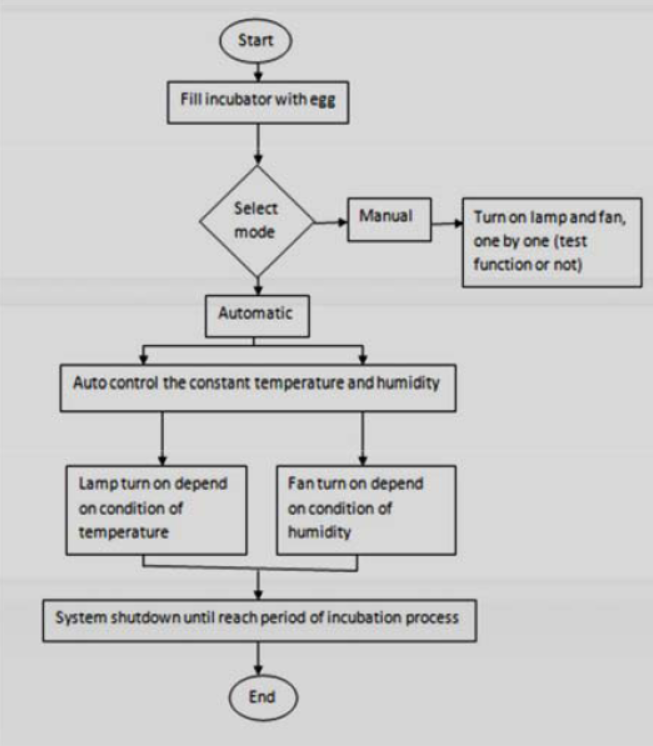 Start
Fill incubator with egg
Select
mode
Manual
Turn on lamp and fan,
one by one (test
function or not)
Automatic
Auto control the constant temperature and humidity
Lamp turn on depend
on condition of
temperature
Fan turn on depend
on condition of
humidity
System shutdown until reach period of incubation process
End